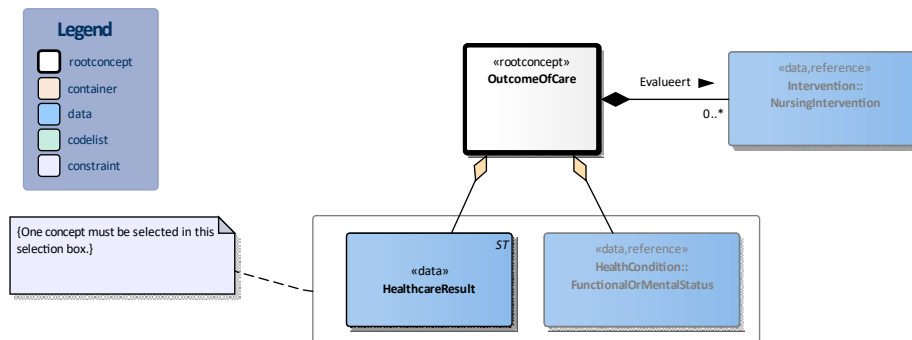 Legend
rootconcept
container
data
codelist
constraint
«rootconcept»
OutcomeOfCare
Evalueert
0..*
«data,reference»
Intervention::
NursingIntervention
{One concept must be selected in this
selection box.}
ST
«data»
HealthcareResult
«data,reference»
HealthCondition::
FunctionalOrMentalStatus